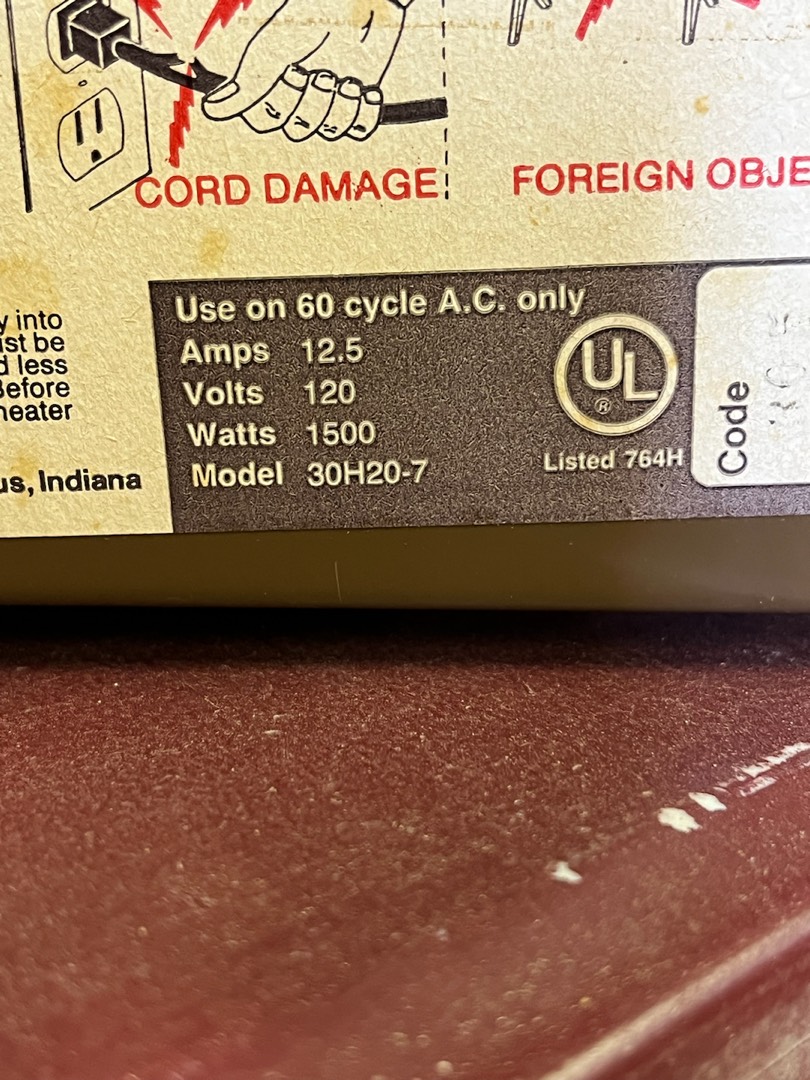 CORD DAMAGE
FOREIGN OBJE
y into
ist be
d less
Before
heater
us, Indiana
Use on 60 cycle A.C. only
Amps 12.5
Volts 120
Watts 1500
Model 30H20-7
UL
®
Listed 764H
Code